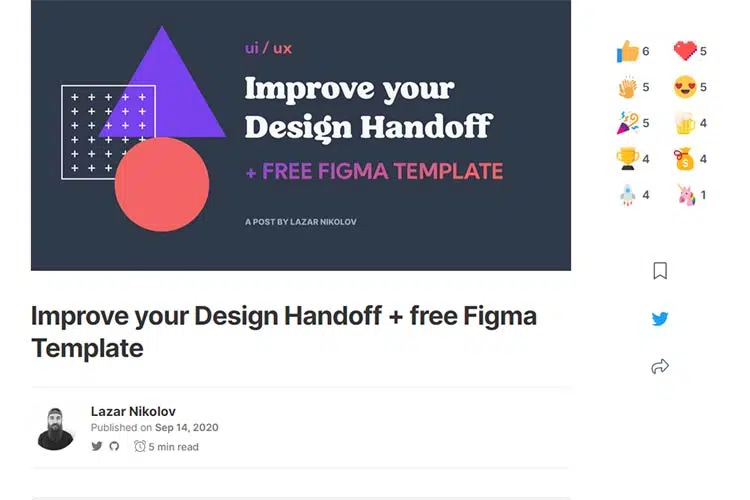 ui / ux
Improve your
Design Handoff
+ FREE FIGMA TEMPLATE
A POST BY LAZAR NIKOLOV
6 5
5 5
5 4
4 4
4 1
Improve your Design Handoff + free Figma
Template
Lazar Nikolov
Published on Sep 14, 2020
5 min read